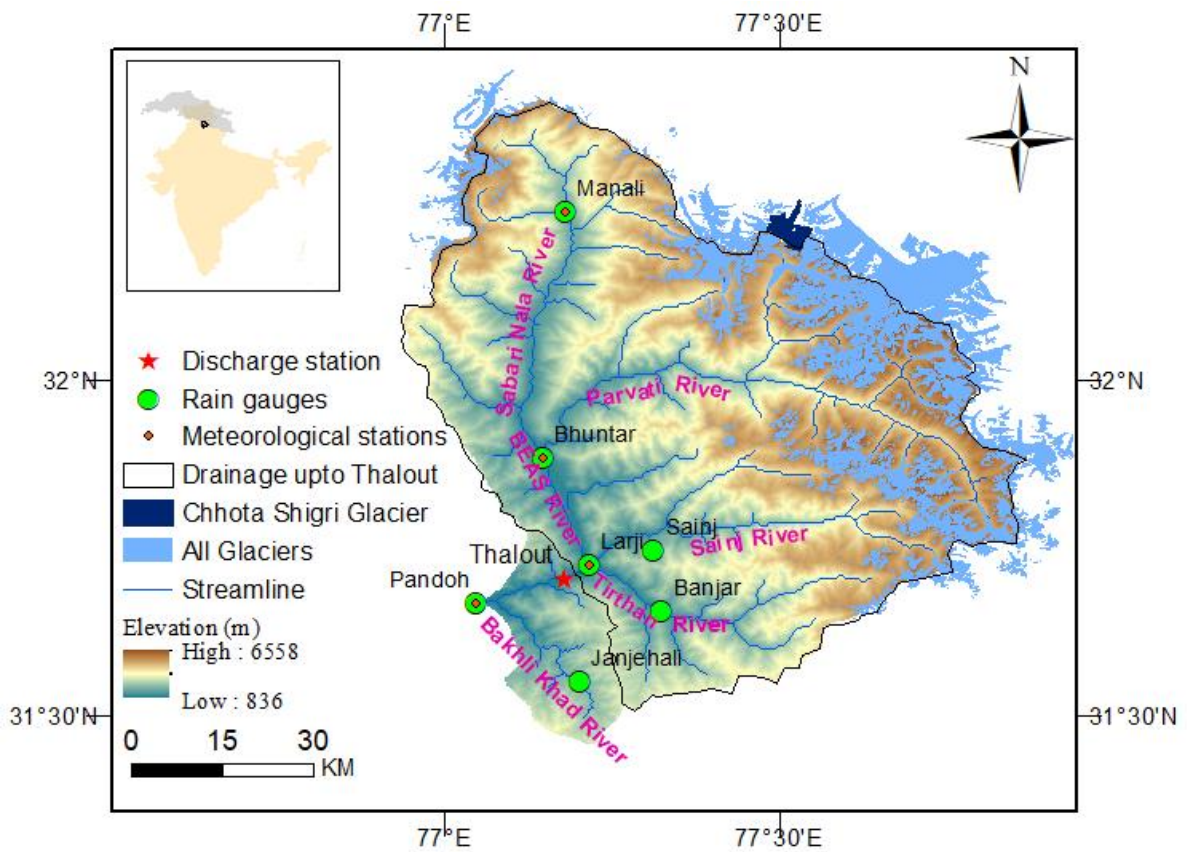 77°E
77°30'E
N
Manali
Sabari Nala River
32°N
32°N
Parvati River
Bhuntar
BEAS River
Sainj
Sainj River
Larji
Thalout
Pandoh
Banjar
Tirthan River
Janjehali
Bakhli Khad River
Discharge station
Rain gauges
Meteorological stations
Drainage upto Thalout
Chhota Shigri Glacier
All Glaciers
Streamline
Elevation (m)
High : 6558
Low : 836
31°30'N
31°30'N
0 15 30
KM
77°E
77°30'E